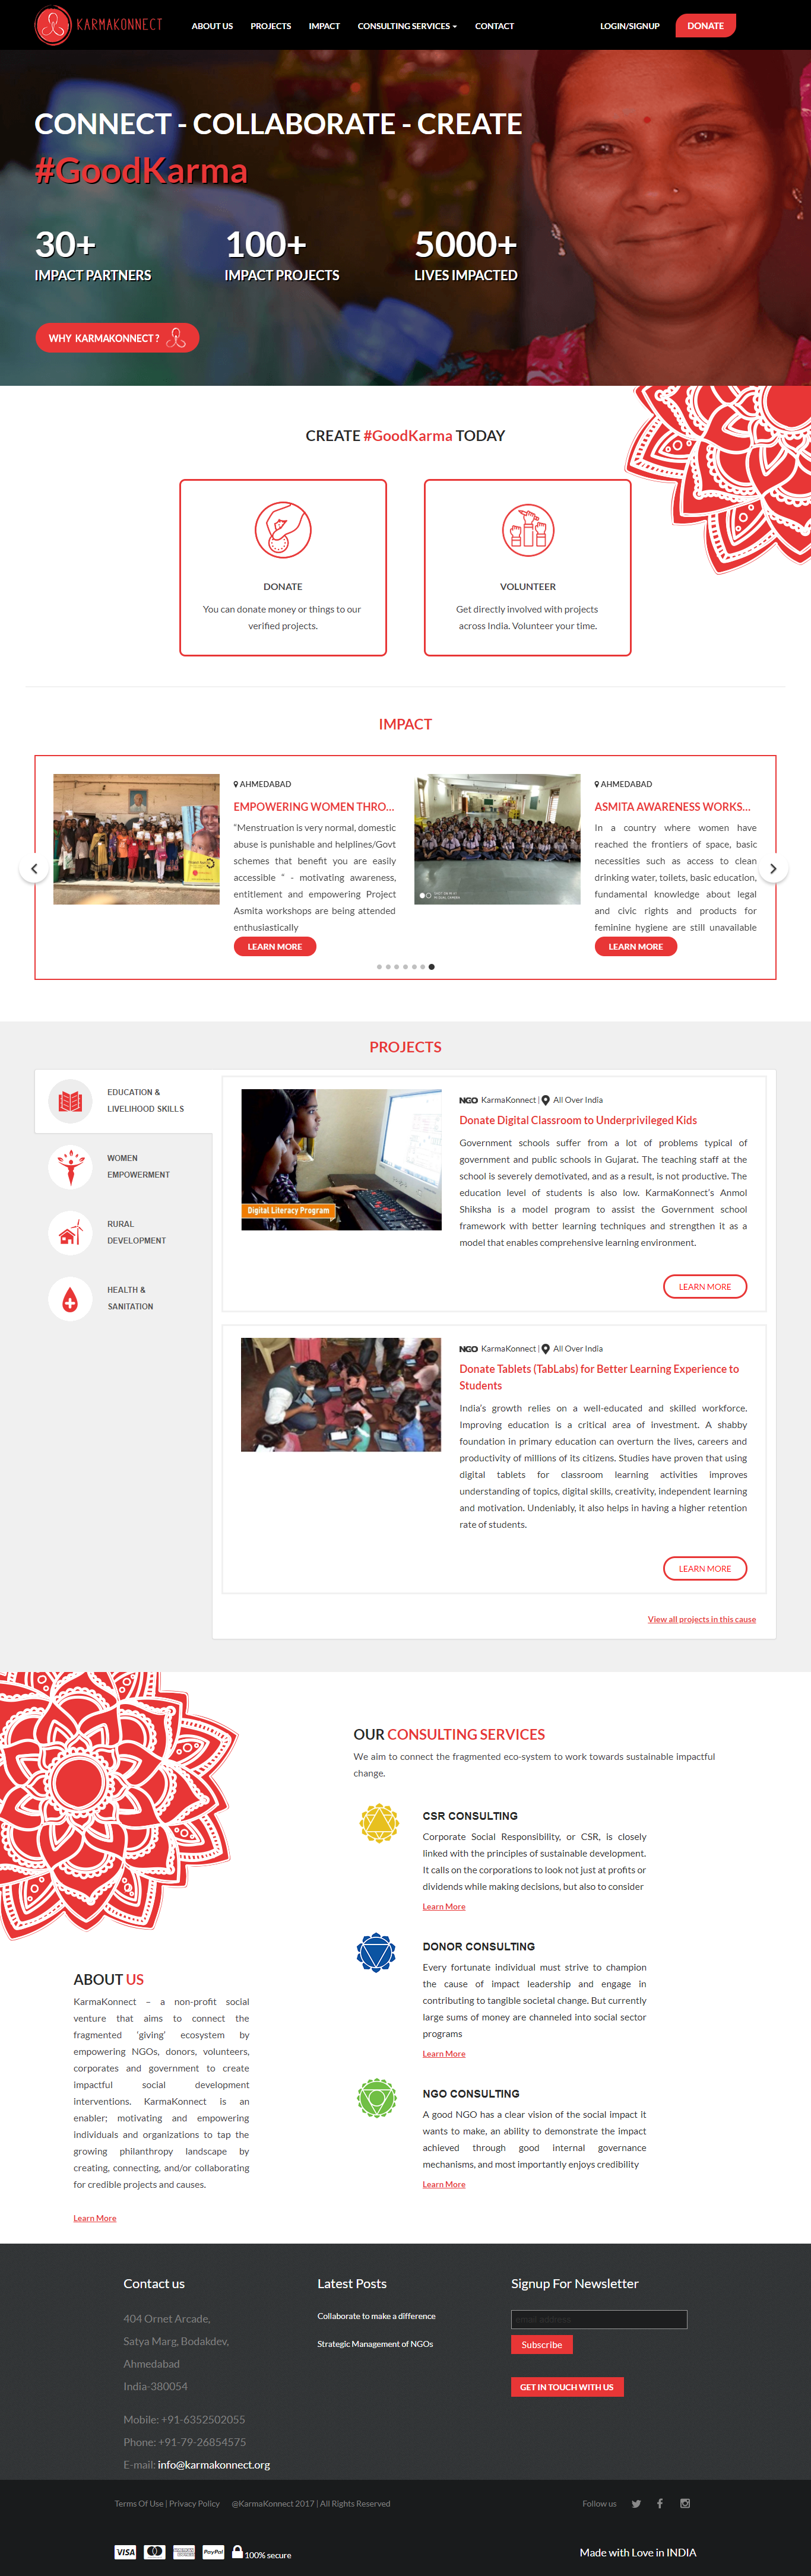 KARMAKONNECT
ABOUT US
PROJECTS
IMPACT
CONSULTING SERVICES
CONTACT
LOGIN/SIGNUP
DONATE
CONNECT - COLLABORATE - CREATE
#GoodKarma
30+
IMPACT PARTNERS
100+
IMPACT PROJECTS
5000+
LIVES IMPACTED
WHY KARMAKONNECT?
CREATE #GoodKarma TODAY
DONATE
You can donate money or things to our
verified projects.
VOLUNTEER
Get directly involved with projects
across India. Volunteer your time.
IMPACT
AHMEDABAD
EMPOWERING WOMEN THRO...
"Menstruation is very normal, domestic
abuse is punishable and helplines/Govt
schemes that benefit you are easily
accessible " - motivating awareness,
entitlement and empowering Project
Asmita workshops are being attended
enthusiastically
LEARN MORE
AHMEDABAD
ASMITA AWARENESS WORKS...
In a country where women have
reached the frontiers of space, basic
necessities such as access to clean
drinking water, toilets, basic education,
fundamental knowledge about legal
and civic rights and products for
feminine hygiene are still unavailable
LEARN MORE
PROJECTS
EDUCATION &
LIVELIHOOD SKILLS
WOMEN
EMPOWERMENT
RURAL
DEVELOPMENT
HEALTH &
SANITATION
Digital Literacy Program
NGO KarmaKonnect | All Over India
Donate Digital Classroom to Underprivileged Kids
Government schools suffer from a lot of problems typical of
government and public schools in Gujarat. The teaching staff at the
school is severely demotivated, and as a result, is not productive. The
education level of students is also low. KarmaKonnect's Anmol
Shiksha is a model program to assist the Government school
framework with better learning techniques and strengthen it as a
model that enables comprehensive learning environment.
LEARN MORE
NGO KarmaKonnect | All Over India
Donate Tablets (TabLabs) for Better Learning Experience to
Students
India's growth relies on a well-educated and skilled workforce.
Improving education is a critical area of investment. A shabby
foundation in primary education can overturn the lives, careers and
productivity of millions of its citizens. Studies have proven that using
digital tablets for classroom learning activities improves
understanding of topics, digital skills, creativity, independent learning
and motivation. Undeniably, it also helps in having a higher retention
rate of students.
LEARN MORE
View all projects in this cause
OUR CONSULTING SERVICES
We aim to connect the fragmented eco-system to work towards sustainable impactful
change.
CSR CONSULTING
Corporate Social Responsibility, or CSR, is closely
linked with the principles of sustainable development.
It calls on the corporations to look not just at profits or
dividends while making decisions, but also to consider
Learn More
DONOR CONSULTING
Every fortunate individual must strive to champion
the cause of impact leadership and engage in
contributing to tangible societal change. But currently
large sums of money are channeled into social sector
programs
Learn More
NGO CONSULTING
A good NGO has a clear vision of the social impact it
wants to make, an ability to demonstrate the impact
achieved through good internal governance
mechanisms, and most importantly enjoys credibility
Learn More
ABOUT US
KarmaKonnect – a non-profit social
venture that aims to connect the
fragmented 'giving' ecosystem by
empowering NGOs, donors, volunteers,
corporates and government to create
impactful social development
interventions. KarmaKonnect is an
enabler; motivating and empowering
individuals and organizations to tap the
growing philanthropy landscape by
creating, connecting, and/or collaborating
for credible projects and causes.
Learn More
Contact us
404 Ornet Arcade,
Satya Marg, Bodakdev,
Ahmedabad
India-380054
Mobile: +91-6352502055
Phone: +91-79-26854575
E-mail: info@karmakonnect.org
Latest Posts
Collaborate to make a difference
Strategic Management of NGOs
Signup For Newsletter
email address
Subscribe
GET IN TOUCH WITH US
Terms Of Use | Privacy Policy @KarmaKonnect 2017 | All Rights Reserved
Follow us
VISA
PayPal
100% secure
Made with Love in INDIA